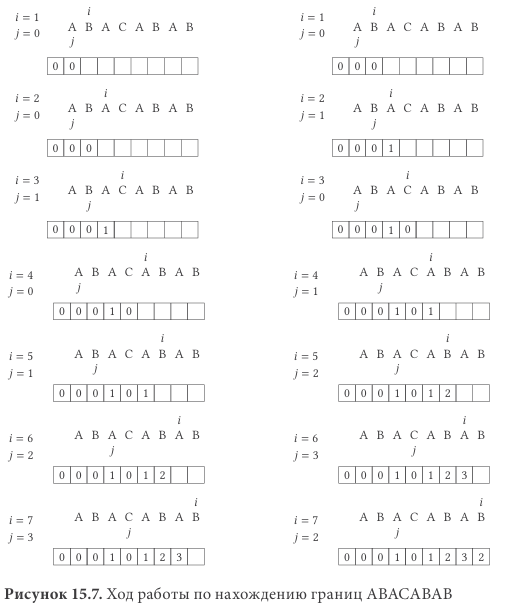 i
i = 1 A B A C A B A B
j = 0 j
0 0
i
i = 1 A B A C A B A B
j = 0 j
0 0 0
i
i = 2 A B A C A B A B
j = 0 j
0 0 0
i
i = 2 A B A C A B A B
j = 1 j
0 0 0 1
i
i = 3 A B A C A B A B
j = 1 j
0 0 0 1
i
i = 3 A B A C A B A B
j = 0 j
0 0 0 1 0
i
i = 4 A B A C A B A B
j = 0 j
0 0 0 1 0
i
i = 4 A B A C A B A B
j = 1 j
0 0 0 1 0 1
i
i = 5 A B A C A B A B
j = 1 j
0 0 0 1 0 1
i
i = 5 A B A C A B A B
j = 2 j
0 0 0 1 0 1 2
i
i = 6 A B A C A B A B
j = 2 j
0 0 0 1 0 1 2
i
i = 6 A B A C A B A B
j = 3 j
0 0 0 1 0 1 2 3
i
i = 7 A B A C A B A B
j = 3 j
0 0 0 1 0 1 2 3
i
i = 7 A B A C A B A B
j = 2 j
0 0 0 1 0 1 2 3 2
Рисунок 15.7. Ход работы по нахождению границ ABACABAB